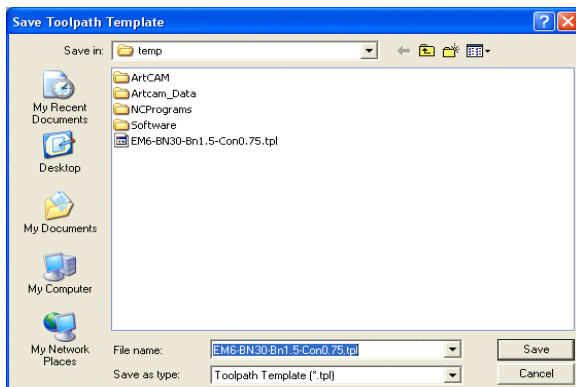 Save Toolpath Template
Save in: temp
ArtCAM
Artcam_Data
NCPrograms
Software
EM6-BN30-Bn1.5-Con0.75.tpl
My Recent
Documents
Desktop
My Documents
My Computer
My Network
Places
File name: EM6-BN30-Bn1.5-Con0.75.tpl
Save
Save as type: Toolpath Template (*.tpl)
Cancel